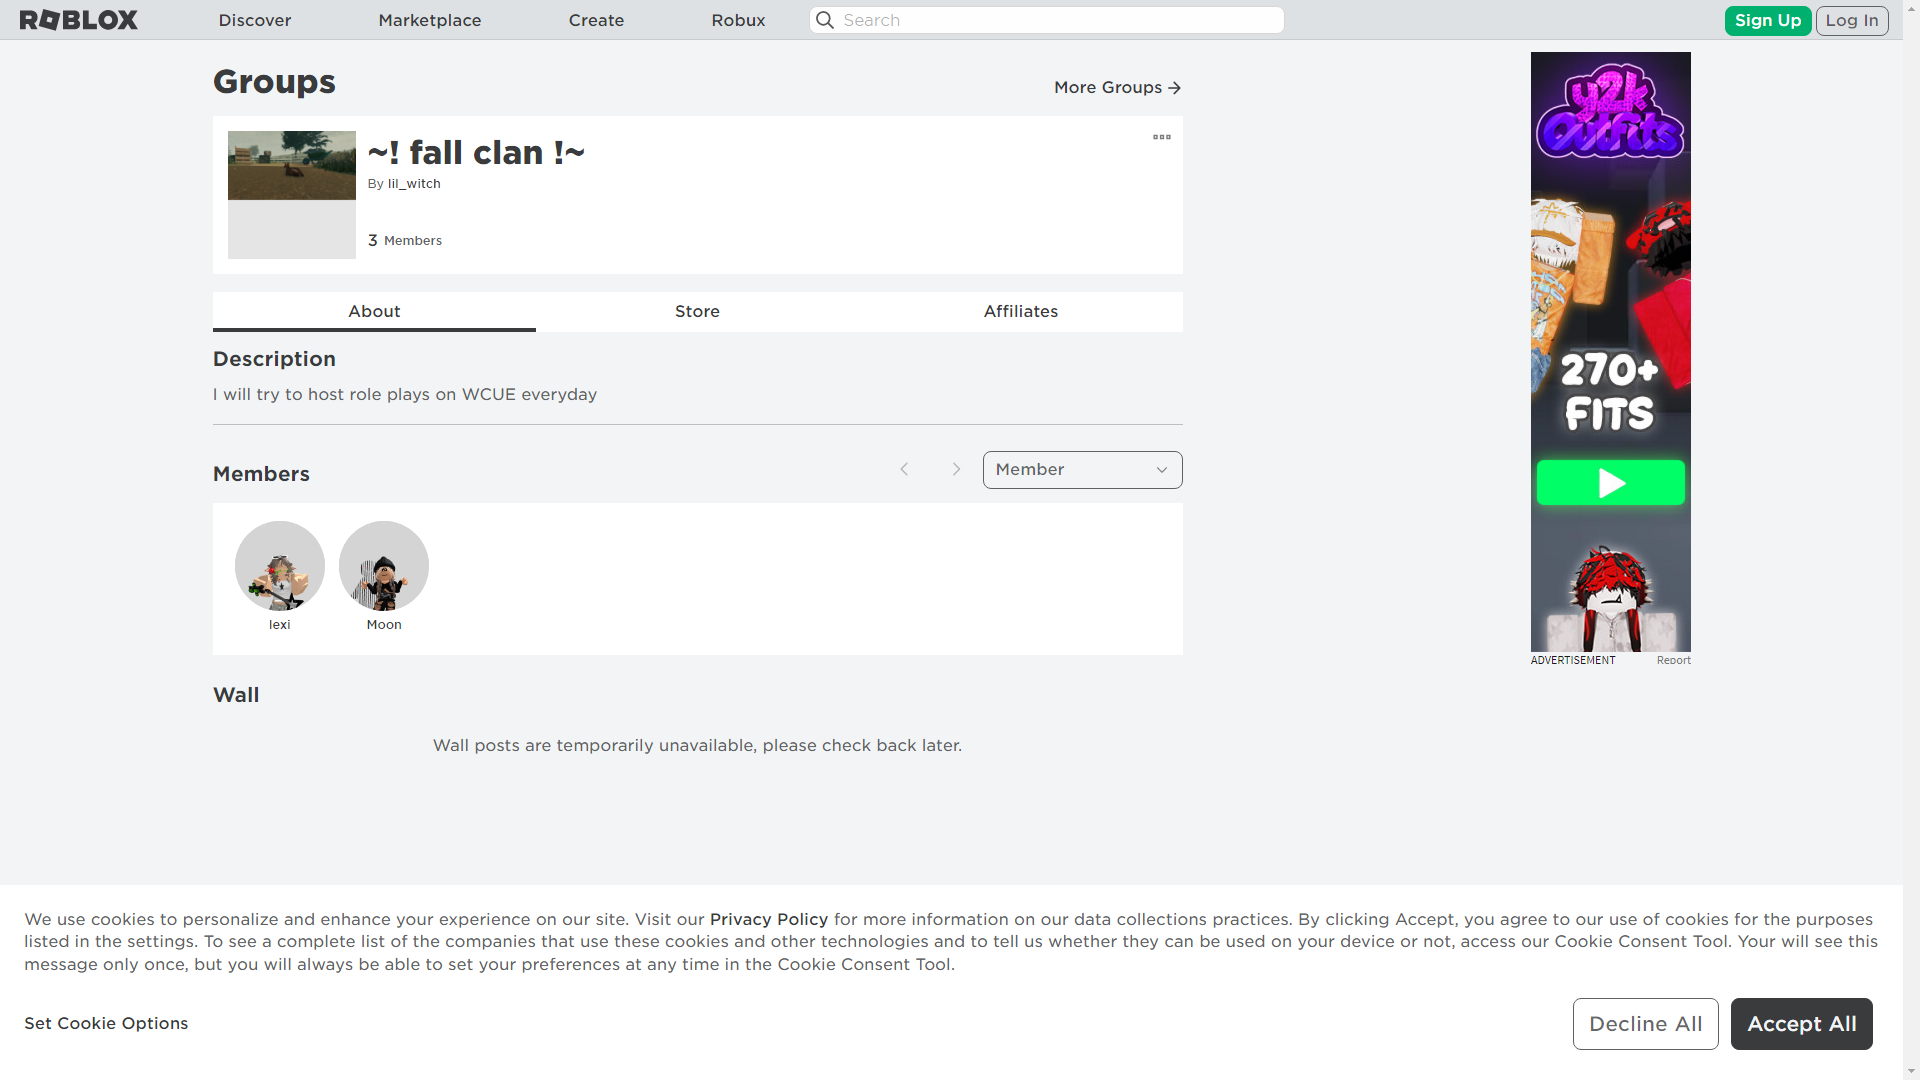 ROBLOX
Discover
Marketplace
Create
Robux
Search
Sign Up
Log In
Groups
More Groups
~! fall clan !~
By lil_witch
3 Members
About
Store
Affiliates
Description
I will try to host role plays on WCUE everyday
Members
Member
lexi
Moon
Wall
Wall posts are temporarily unavailable, please check back later.
y2k
Outfits
270+
FITS
ADVERTISEMENT
Report
We use cookies to personalize and enhance your experience on our site. Visit our Privacy Policy for more information on our data collections practices. By clicking Accept, you agree to our use of cookies for the purposes
listed in the settings. To see a complete list of the companies that use these cookies and other technologies and to tell us whether they can be used on your device or not, access our Cookie Consent Tool. Your will see this
message only once, but you will always be able to set your preferences at any time in the Cookie Consent Tool.
Set Cookie Options
Decline All
Accept All